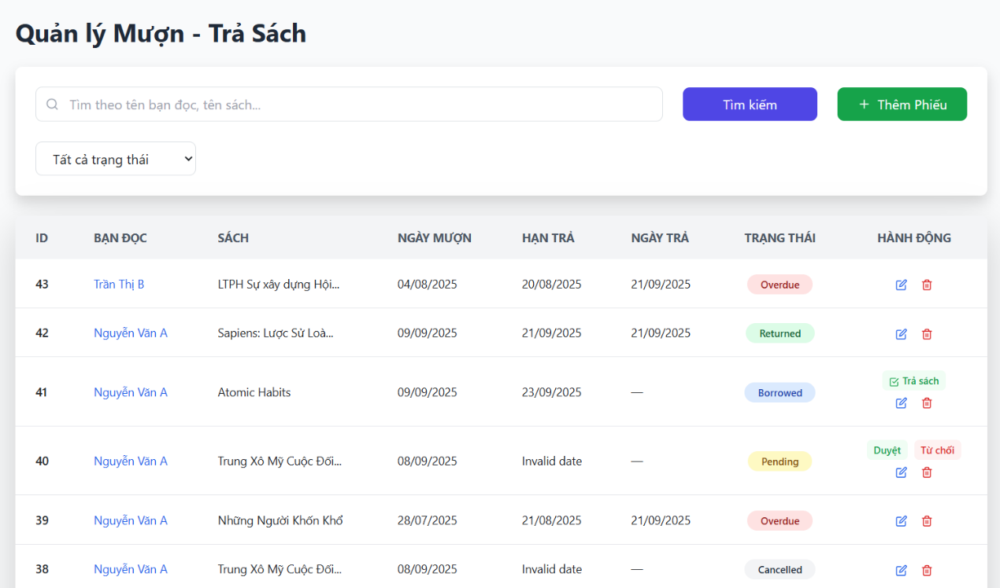 Quản lý Mượn - Trả Sách
Tìm theo tên bạn đọc, tên sách...
Tìm kiếm
+ Thêm Phiếu
Tất cả trạng thái
ID BẠN ĐỌC SÁCH NGÀY MƯỢN HẠN TRẢ NGÀY TRẢ TRẠNG THÁI HÀNH ĐỘNG
43 Trần Thị B LTPH Sự xây dựng Hội... 04/08/2025 20/08/2025 21/09/2025 Overdue
42 Nguyễn Văn A Sapiens: Lược Sử Loà... 09/09/2025 21/09/2025 21/09/2025 Returned
41 Nguyễn Văn A Atomic Habits 09/09/2025 23/09/2025 — Borrowed Trả sách
40 Nguyễn Văn A Trung Xô Mỹ Cuộc Đối... 08/09/2025 Invalid date — Pending Duyệt Từ chối
39 Nguyễn Văn A Những Người Khốn Khổ 28/07/2025 21/08/2025 21/09/2025 Overdue
38 Nguyễn Văn A Trung Xô Mỹ Cuộc Đối... 08/09/2025 Invalid date — Cancelled